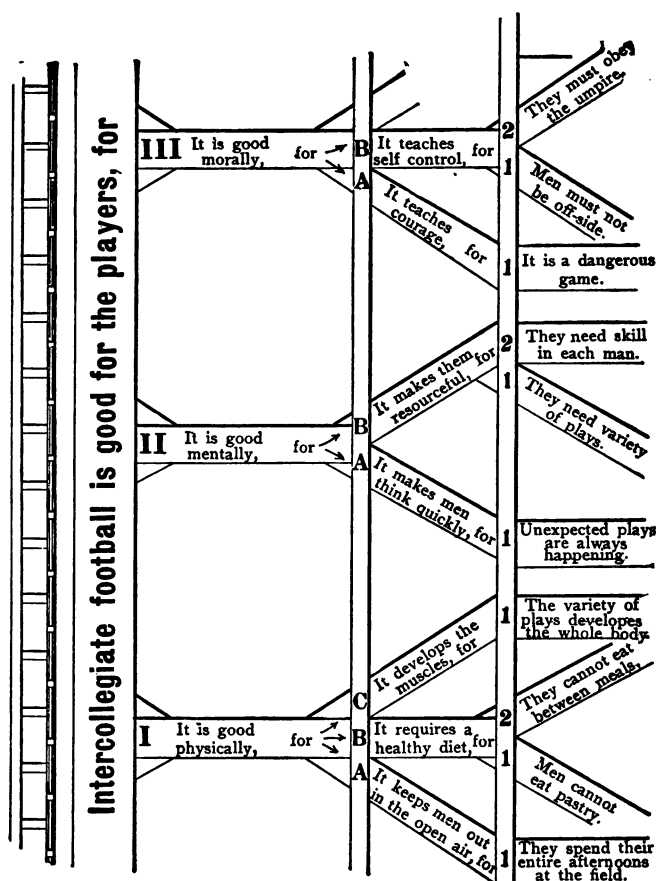 Intercollegiate football is good for the players, for
III It is good
morally,
for
B
A
It teaches
self control, for
2
1
They must obey
the umpire.
Men must not
be off-side.
It teaches
courage, for
1
It is a dangerous
game.
II It is good
mentally,
for
B
A
It makes them
resourceful, for
2
1
They need skill
in each man.
They need variety
of plays.
It makes men
think quickly, for
1
Unexpected plays
are always
happening.
I It is good
physically,
for
C
B
A
It develops the
muscles, for
1
The variety of
plays developes
the whole body.
It requires a
healthy diet, for
2
1
They cannot eat
between meals,
Men cannot
eat pastry.
It keeps men out
in the open air, for
1
They spend their
entire afternoons
at the field.